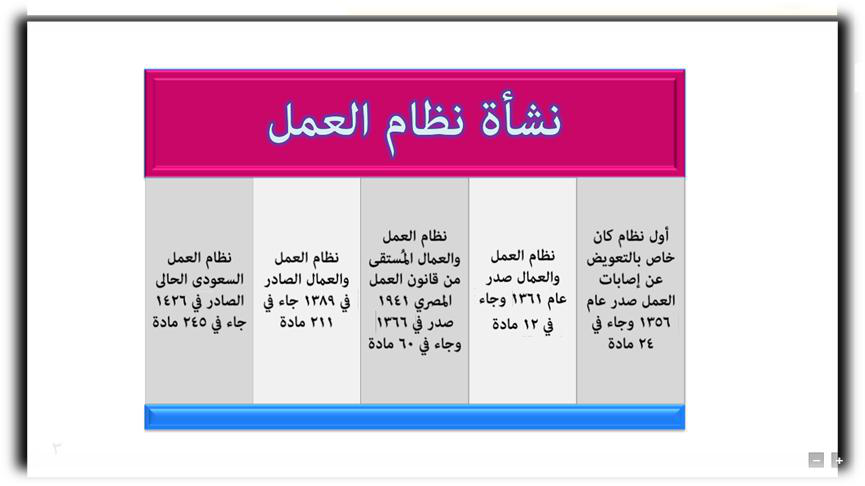 نشأة نظام العمل
أول نظام كان
خاص بالتعويض
عن إصابات
العمل صدر عام
١٣٥٦ وجاء في
٢٤ مادة
نظام العمل
والعمال صدر
عام ١٣٦١ وجاء
في ١٢ مادة
نظام العمل
والعمال المُستقى
من قانون العمل
المصري ١٩٤١
صدر في ١٣٦٦
وجاء في ٦٠ مادة
نظام العمل
والعمال الصادر
في ١٣٨٩ جاء في
٢١١ مادة
نظام العمل
السعودى الحالى
الصادر في ١٤٢٦
جاء في ٢٤٥ مادة
٣